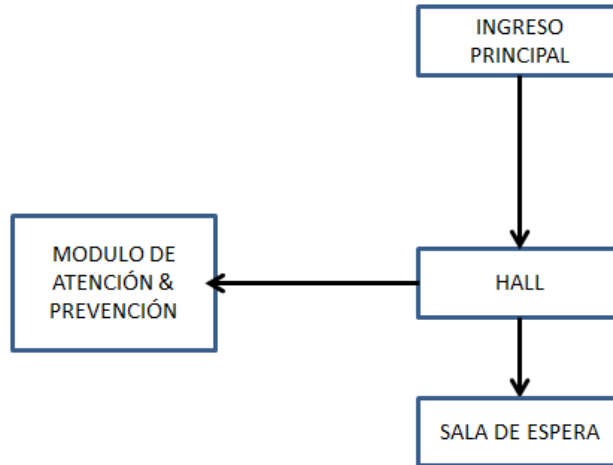 INGRESO
PRINCIPAL
MODULO DE
ATENCIÓN &
PREVENCIÓN
HALL
SALA DE ESPERA